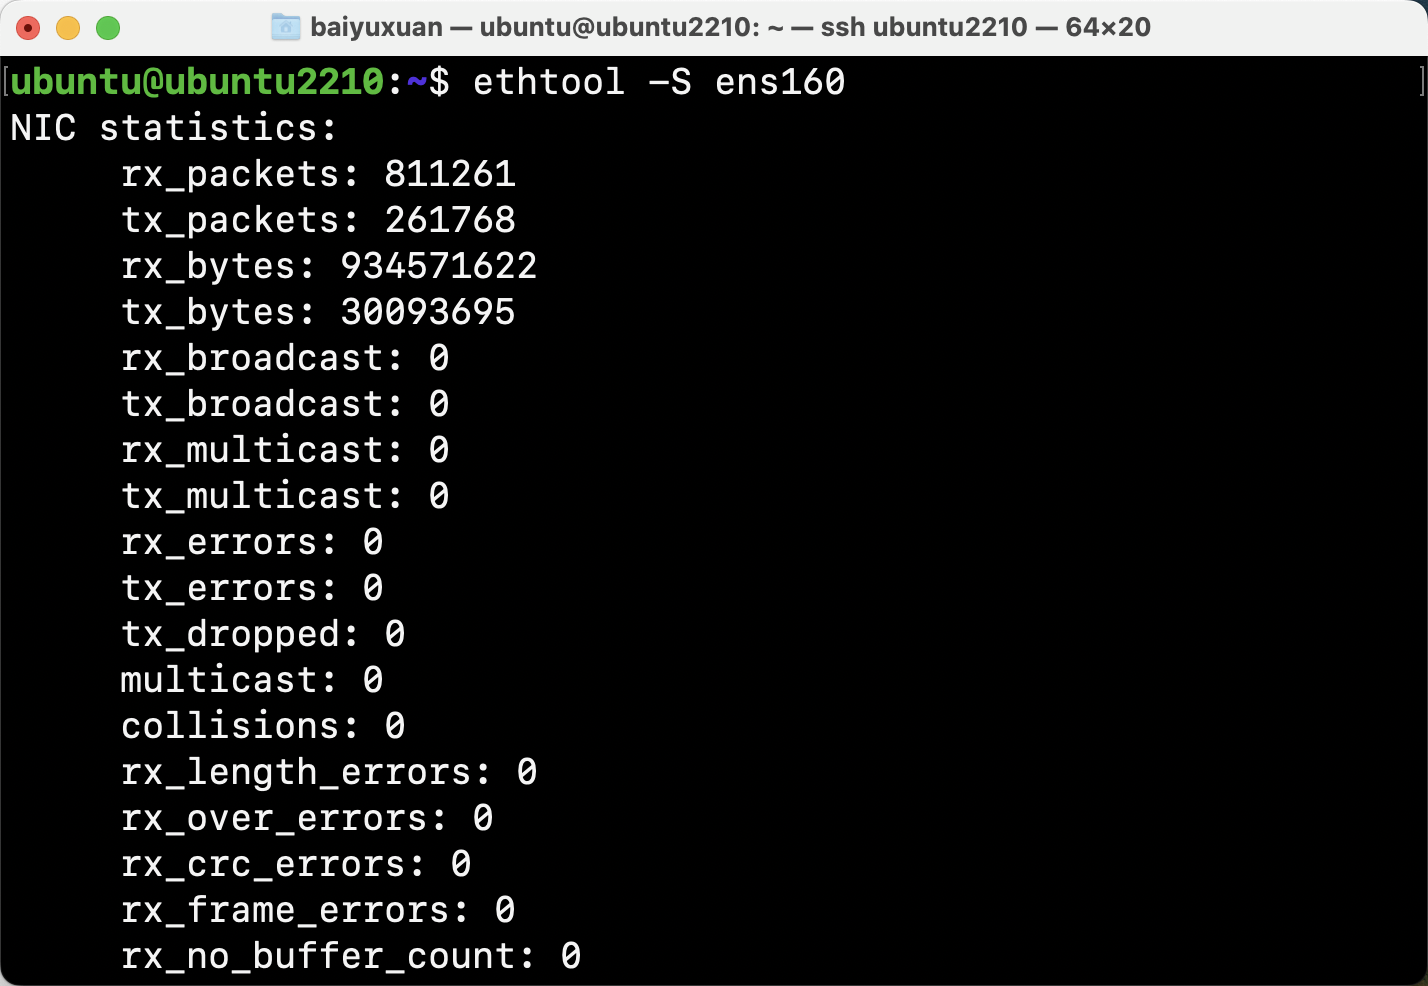 baiyuxuan — ubuntu@ubuntu2210: ~ — ssh ubuntu2210 — 64×20
[ubuntu@ubuntu2210:~$ ethtool -S ens160 ]
NIC statistics:
     rx_packets: 811261
     tx_packets: 261768
     rx_bytes: 934571622
     tx_bytes: 30093695
     rx_broadcast: 0
     tx_broadcast: 0
     rx_multicast: 0
     tx_multicast: 0
     rx_errors: 0
     tx_errors: 0
     tx_dropped: 0
     multicast: 0
     collisions: 0
     rx_length_errors: 0
     rx_over_errors: 0
     rx_crc_errors: 0
     rx_frame_errors: 0
     rx_no_buffer_count: 0